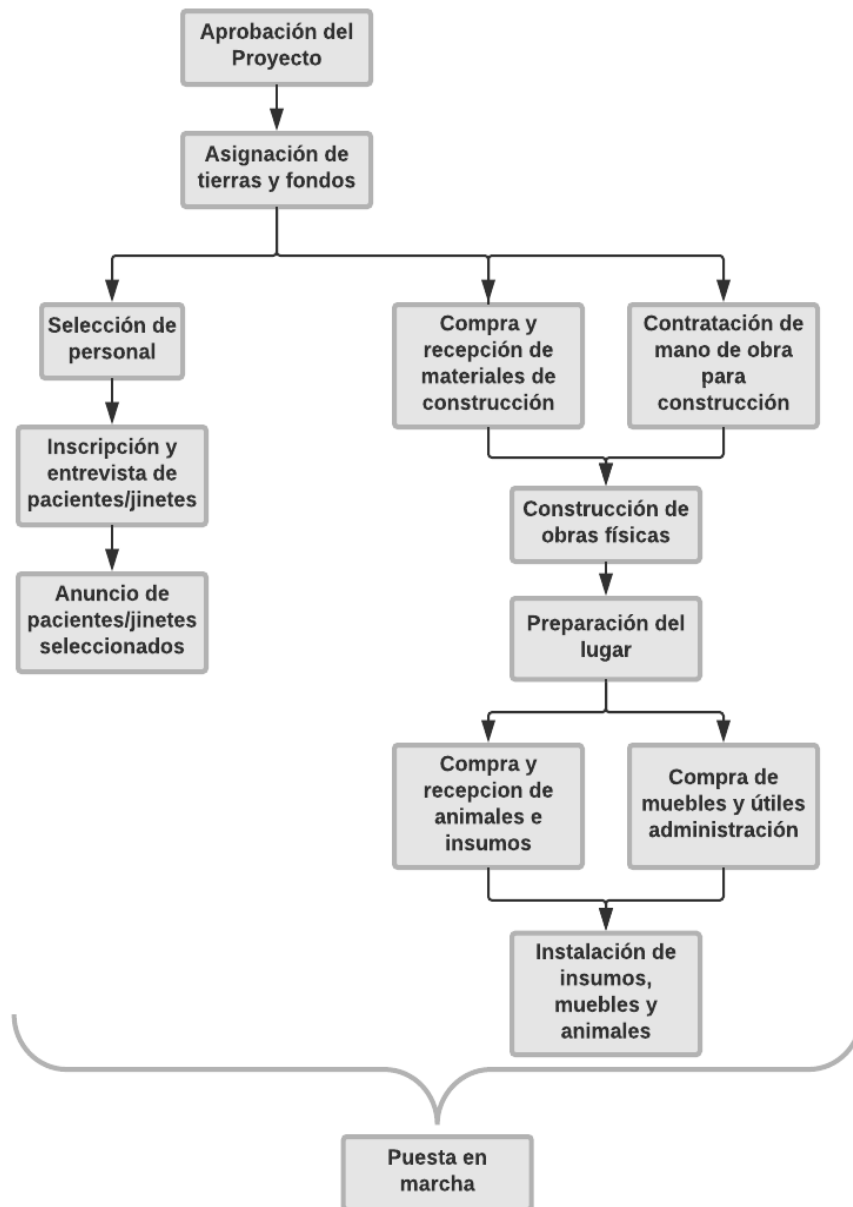 Aprobación del
Proyecto
Asignación de
tierras y fondos
Selección de
personal
Compra y
recepción de
materiales de
construcción
Contratación de
mano de obra
para
construcción
Inscripción y
entrevista de
pacientes/jinetes
Construcción de
obras físicas
Anuncio de
pacientes/jinetes
seleccionados
Preparación del
lugar
Compra y
recepcion de
animales e
insumos
Compra de
muebles y útiles
administración
Instalación de
insumos,
muebles y
animales
Puesta en
marcha